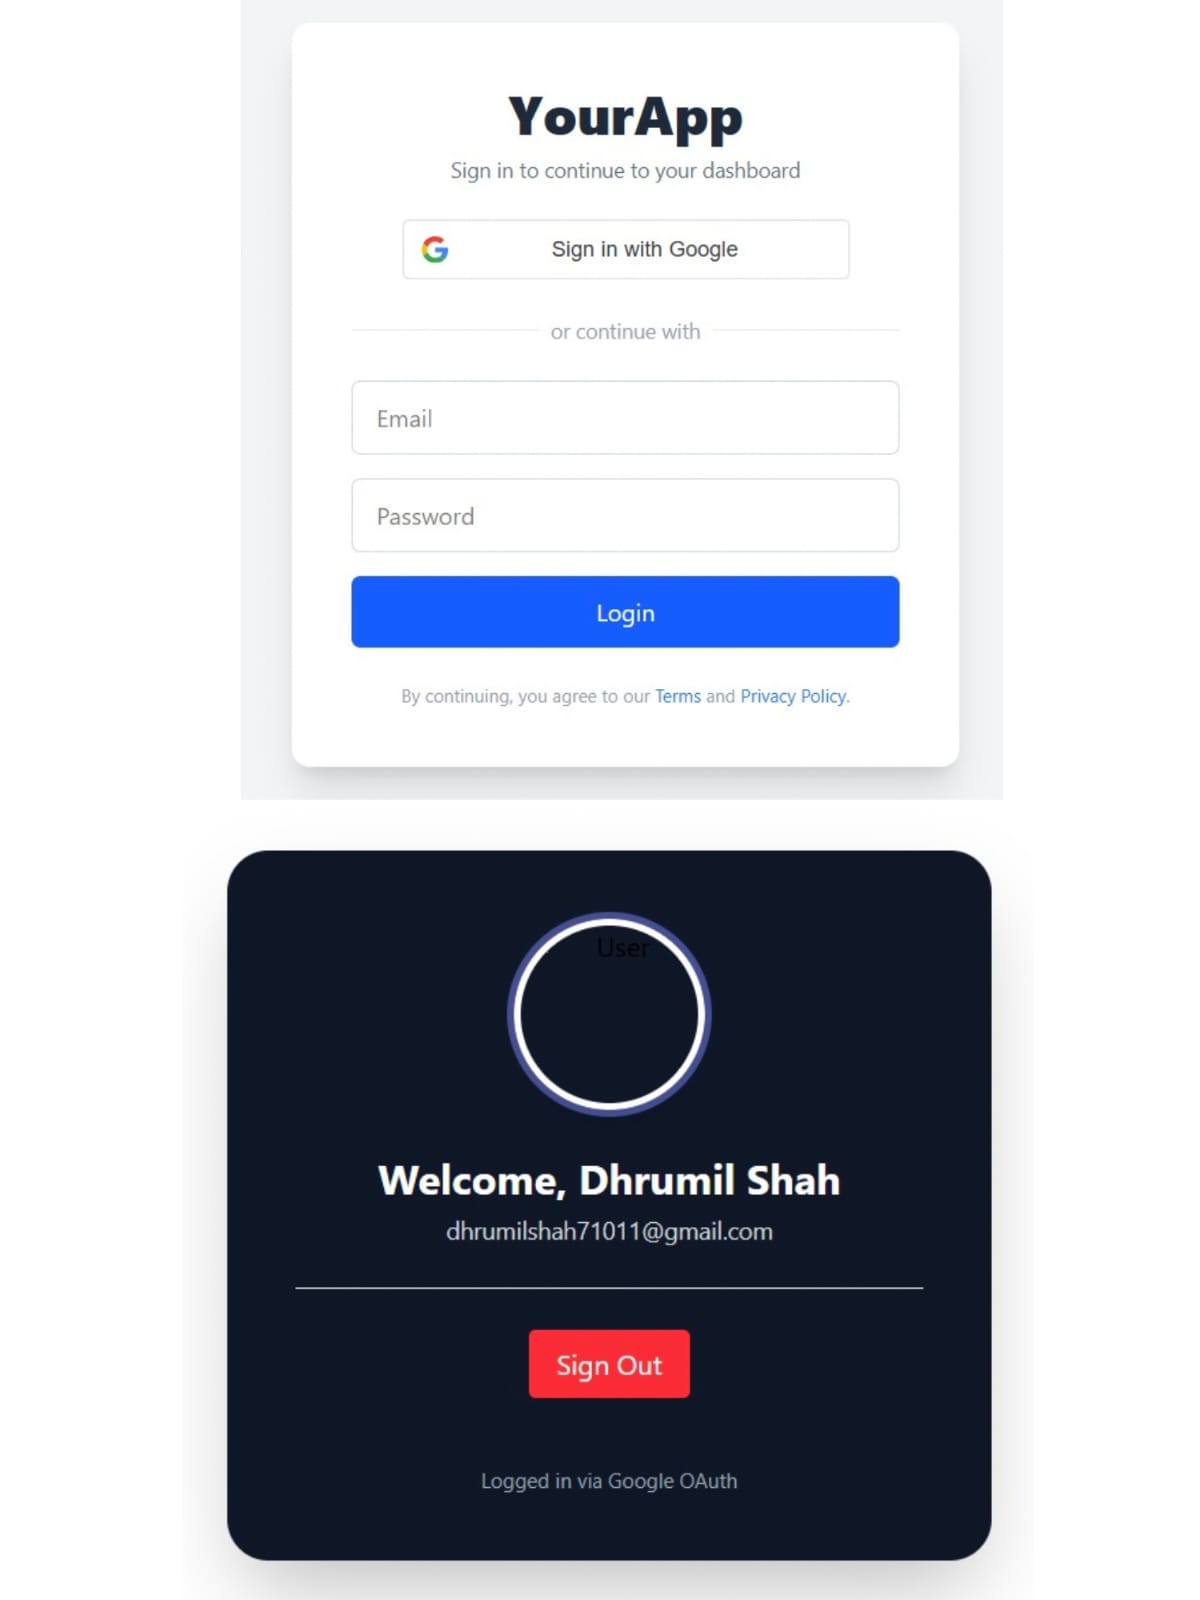 YourApp
Sign in to continue to your dashboard
Sign in with Google
or continue with
Email
Password
Login
By continuing, you agree to our Terms and Privacy Policy.
User
Welcome, Dhrumil Shah
dhrumilshah71011@gmail.com
Sign Out
Logged in via Google OAuth